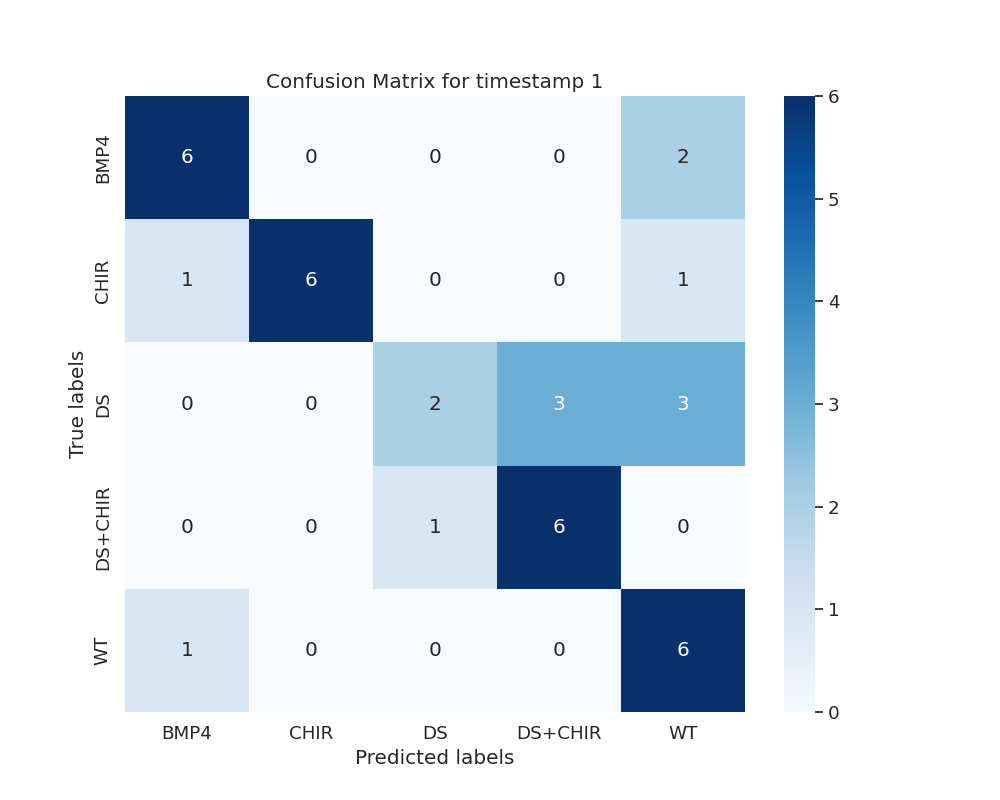 Confusion Matrix for timestamp 1
True labels
BMP4 6 0 0 0 2
CHIR 1 6 0 0 1
DS 0 0 2 3 3
DS+CHIR 0 0 1 6 0
WT 1 0 0 0 6
BMP4 CHIR DS DS+CHIR WT
Predicted labels
6
5
4
3
2
1
0